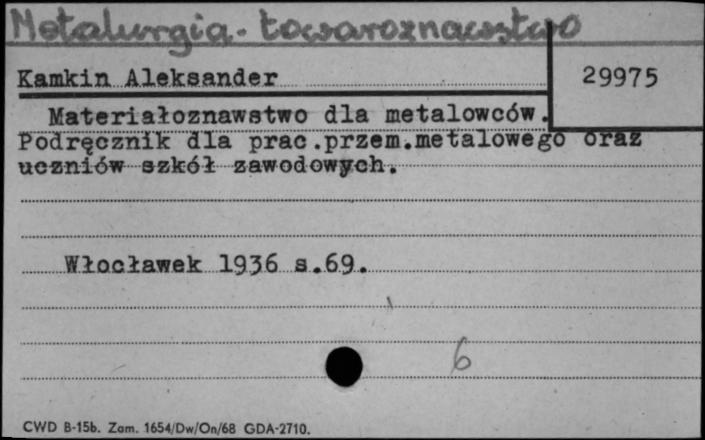 Metalurgia - towaroznawstwo
Kamkin Aleksander
29975
Materiałoznawstwo dla metalowców.
Podręcznik dla prac.przem.metalowego oraz
uczniów szkół zawodowych.
Włocławek 1936 s.69.
6
CWD B-15b. Zam. 1654/Dw/On/68 GDA-2710.